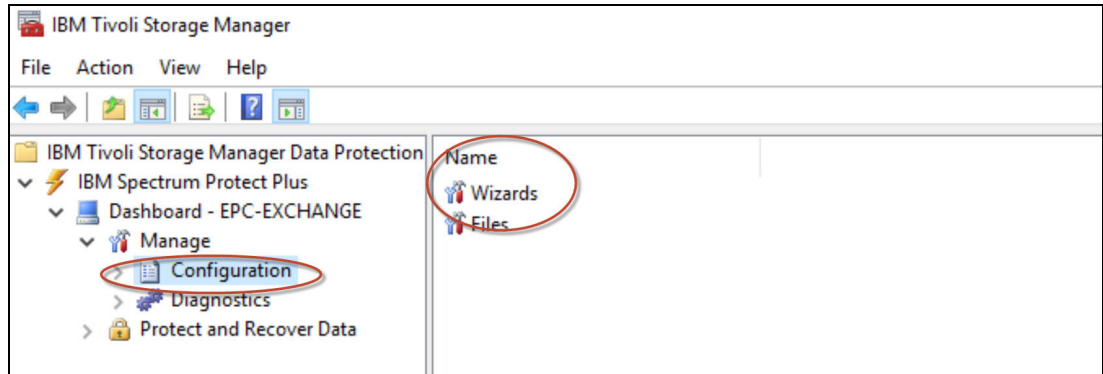 IBM Tivoli Storage Manager
File Action View Help
IBM Tivoli Storage Manager Data Protection
IBM Spectrum Protect Plus
Dashboard - EPC-EXCHANGE
Manage
Configuration
Diagnostics
Protect and Recover Data
Name
Wizards
Files